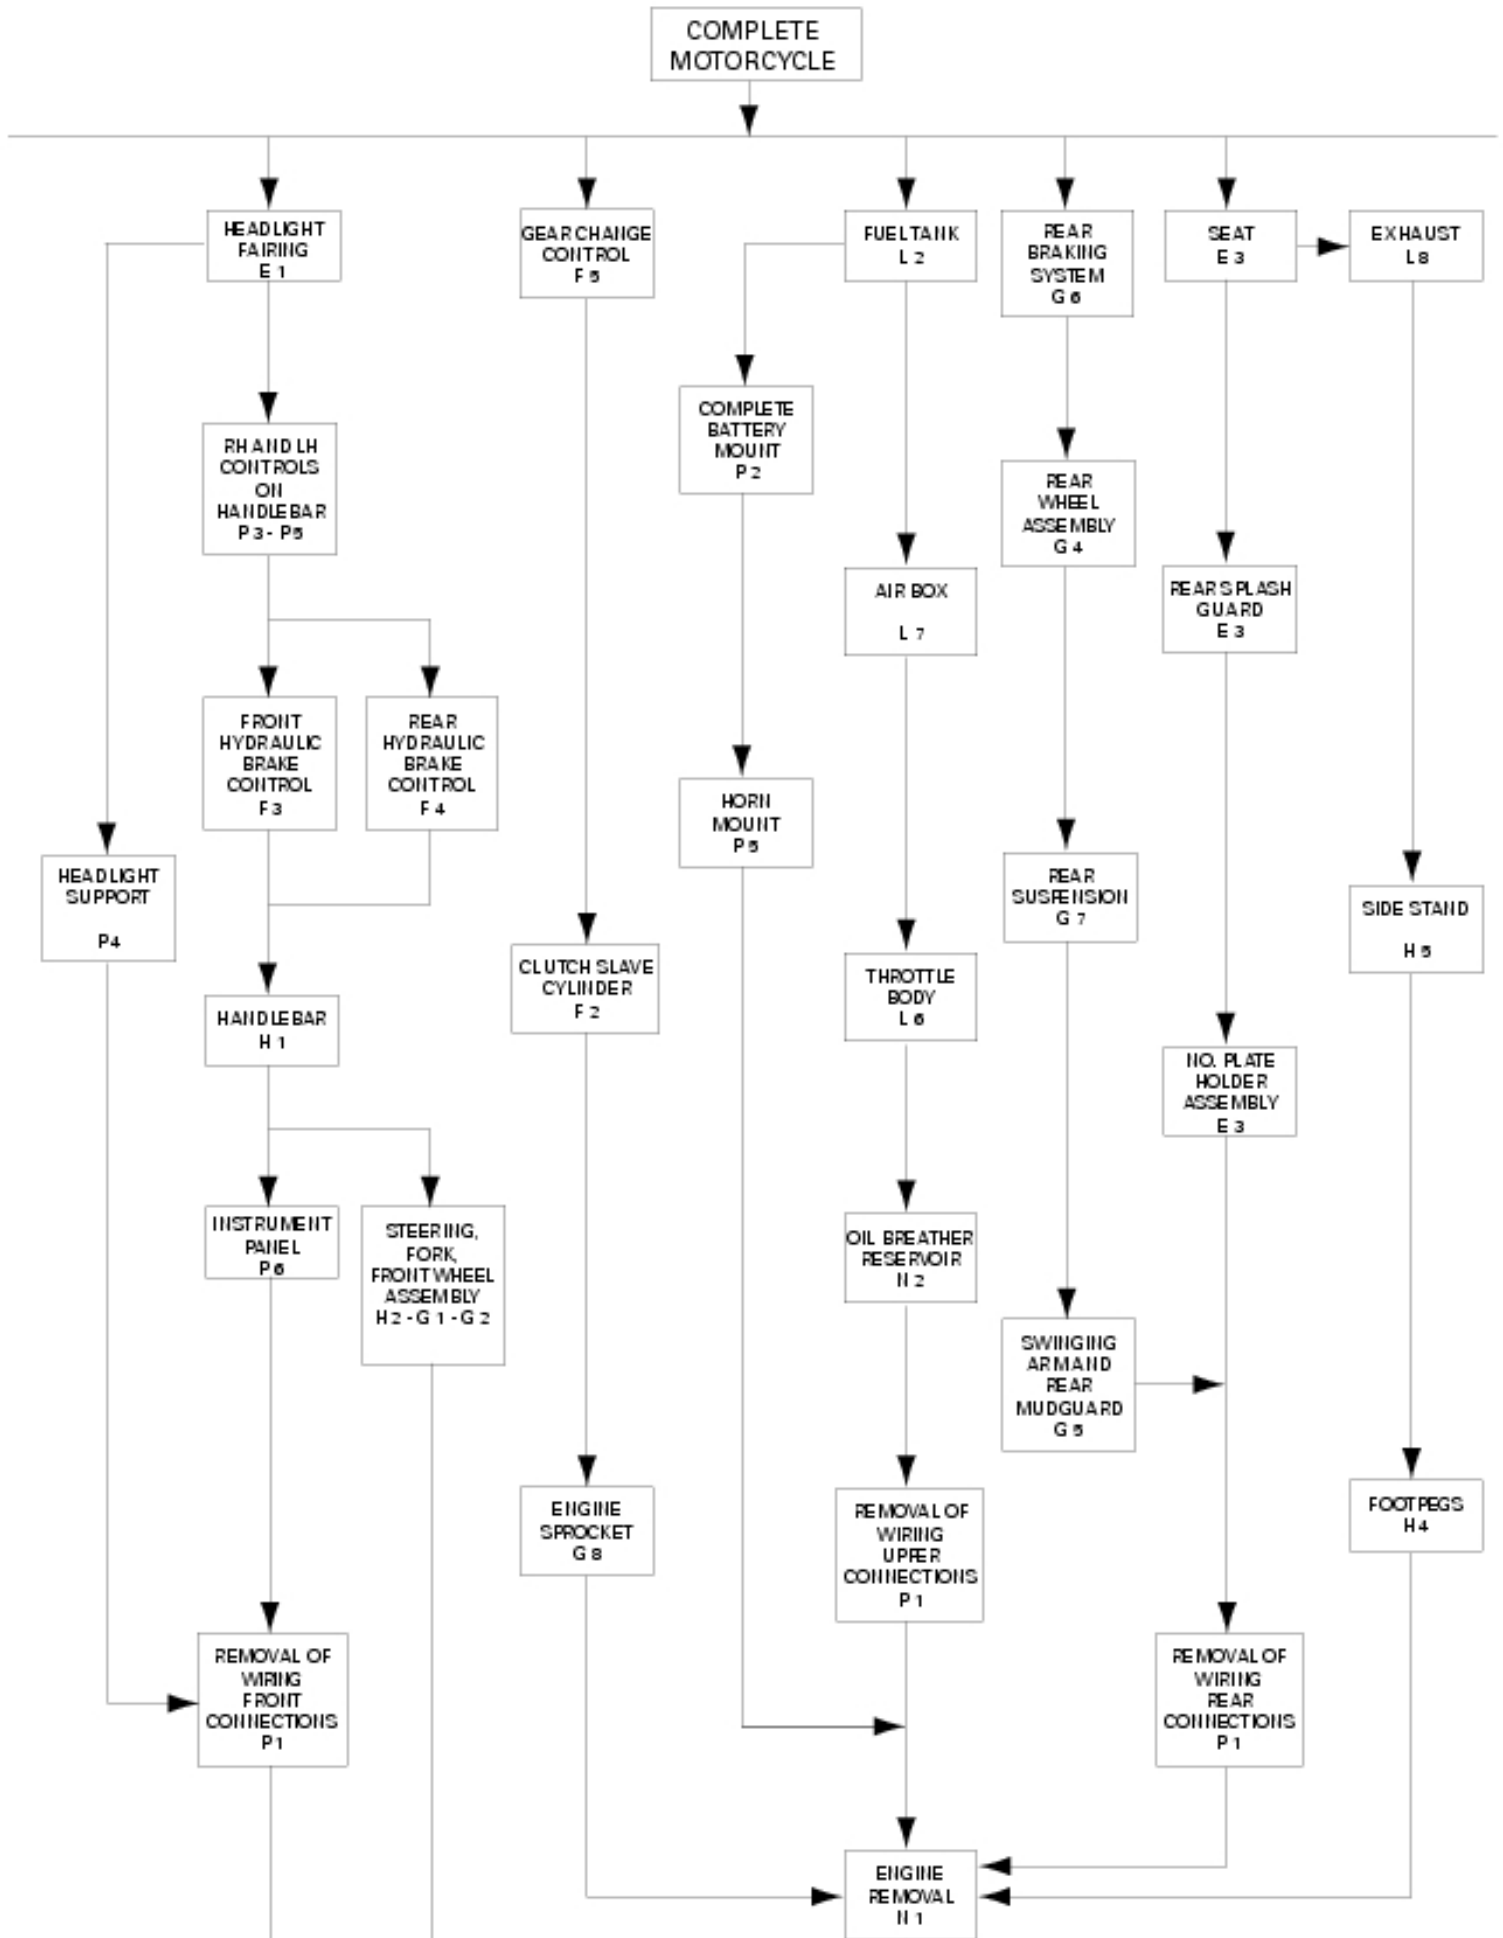 COMPLETE
MOTORCYCLE
HEADLIGHT
FAIRING
E 1
GEAR CHANGE
CONTROL
F 5
FUEL TANK
L 2
REAR
BRAKING
SYSTEM
G 6
SEAT
E 3
EXHAUST
L 8
RH AND LH
CONTROLS
ON
HANDLEBAR
P 3 - P 5
COMPLETE
BATTERY
MOUNT
P 2
REAR
WHEEL
ASSEMBLY
G 4
AIR BOX
L 7
REAR SPLASH
GUARD
E 3
FRONT
HYDRAULIC
BRAKE
CONTROL
F 3
REAR
HYDRAULIC
BRAKE
CONTROL
F 4
HORN
MOUNT
P 5
HEADLIGHT
SUPPORT
P 4
REAR
SUSPENSION
G 7
SIDE STAND
H 5
CLUTCH SLAVE
CYLINDER
F 2
THROTTLE
BODY
L 6
HANDLEBAR
H 1
NO. PLATE
HOLDER
ASSEMBLY
E 3
INSTRUMENT
PANEL
P 6
STEERING,
FORK,
FRONT WHEEL
ASSEMBLY
H 2 - G 1 - G 2
OIL BREATHER
RESERVOIR
N 2
SWINGING
ARM AND
REAR
MUDGUARD
G 5
ENGINE
SPROCKET
G 8
REMOVAL OF
WIRING
UPPER
CONNECTIONS
P 1
FOOTPEGS
H 4
REMOVAL OF
WIRING
FRONT
CONNECTIONS
P 1
REMOVAL OF
WIRING
REAR
CONNECTIONS
P 1
ENGINE
REMOVAL
N 1